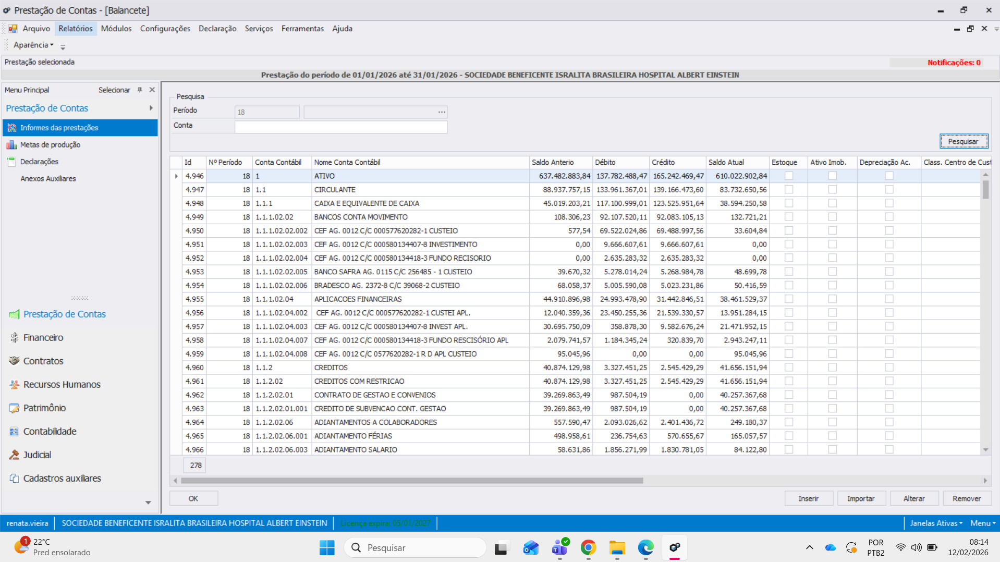 Prestação de Contas - [Balancete]
Arquivo Relatórios Módulos Configurações Declaração Serviços Ferramentas Ajuda
Aparência
Prestação selecionada
Notificações: 0
Prestação do período de 01/01/2026 até 31/01/2026 - SOCIEDADE BENEFICENTE ISRALITA BRASILEIRA HOSPITAL ALBERT EINSTEIN
Menu Principal Selecionar
Prestação de Contas
Informes das prestações
Metas de produção
Declarações
Anexos Auxiliares
Prestação de Contas
Financeiro
Contratos
Recursos Humanos
Patrimônio
Contabilidade
Judicial
Cadastros auxiliares
Pesquisa
Período 18 ...
Conta
Pesquisar
Id Nº Período Conta Contábil Nome Conta Contábil Saldo Anterio Débito Crédito Saldo Atual Estoque Ativo Imob. Depreciação Ac. Class. Centro de Cust
4.946 18 1 ATIVO 637.482.883,84 137.782.488,47 165.242.469,47 610.022.902,84
4.947 18 1.1 CIRCULANTE 88.937.757,15 133.961.367,01 139.166.473,60 83.732.650,56
4.948 18 1.1.1 CAIXA E EQUIVALENTE DE CAIXA 45.019.203,21 117.100.999,01 123.525.951,64 38.594.250,58
4.949 18 1.1.1.02.02 BANCOS CONTA MOVIMENTO 108.306,23 92.107.520,11 92.083.105,13 132.721,21
4.950 18 1.1.1.02.02.002 CEF AG. 0012 C/C 000577620282-1 CUSTEIO 577,54 69.522.024,86 69.488.997,56 33.604,84
4.951 18 1.1.1.02.02.003 CEF AG. 0012 C/C 000580134407-8 INVESTIMENTO 0,00 9.666.607,61 9.666.607,61 0,00
4.952 18 1.1.1.02.02.004 CEF AG. 0012 C/C 000580134418-3 FUNDO RECISORIO 0,00 2.635.283,32 2.635.283,32 0,00
4.953 18 1.1.1.02.02.005 BANCO SAFRA AG. 0115 C/C 256485 - 1 CUSTEIO 39.670,32 5.278.014,24 5.268.984,78 48.699,78
4.954 18 1.1.1.02.02.006 BRADESCO AG. 2372-8 C/C 39068-2 CUSTEIO 68.058,37 5.005.590,08 5.023.231,86 50.416,59
4.955 18 1.1.1.02.04 APLICACOES FINANCEIRAS 44.910.896,98 24.993.478,90 31.442.846,51 38.461.529,37
4.956 18 1.1.1.02.04.002 CEF AG. 0012 C/C 000577620282-1 CUSTEI APL. 12.040.359,36 23.450.255,36 21.539.330,57 13.951.284,15
4.957 18 1.1.1.02.04.003 CEF AG. 0012 C/C 000580134407-8 INVEST APL. 30.695.750,09 358.878,30 9.582.676,24 21.471.952,15
4.958 18 1.1.1.02.04.007 CEF AG. 0012 C/C 000580134418-3 FUNDO RESCISÓRIO APL 2.079.741,57 1.184.345,24 320.839,70 2.943.247,11
4.959 18 1.1.1.02.04.008 CEF AG. 0012 C/C 0577620282-1 R D APL CUSTEIO 95.045,96 0,00 0,00 95.045,96
4.960 18 1.1.2 CREDITOS 40.874.129,98 3.327.451,25 2.545.429,29 41.656.151,94
4.961 18 1.1.2.02 CREDITOS COM RESTRICAO 40.874.129,98 3.327.451,25 2.545.429,29 41.656.151,94
4.962 18 1.1.2.02.01 CONTRATO DE GESTAO E CONVENIOS 39.269.863,49 987.504,19 0,00 40.257.367,68
4.963 18 1.1.2.02.01.001 CREDITO DE SUBVENCAO CONT. GESTAO 39.269.863,49 987.504,19 0,00 40.257.367,68
4.964 18 1.1.2.02.06 ADIANTAMENTOS A COLABORADORES 557.590,47 2.093.026,62 2.401.436,72 249.180,37
4.965 18 1.1.2.02.06.001 ADIANTAMENTO FÉRIAS 498.958,61 236.754,63 570.655,67 165.057,57
4.966 18 1.1.2.02.06.003 ADIANTAMENTO SALARIO 58.631,86 1.856.271,99 1.830.781,05 84.122,80
278
OK Inserir Importar Alterar Remover
renata.vieira SOCIEDADE BENEFICENTE ISRALITA BRASILEIRA HOSPITAL ALBERT EINSTEIN Licença expira: 05/01/2027 Janelas Ativas Menu
1 22°C
Pred ensolarado
Pesquisar
POR
PTB2
08:14
12/02/2026